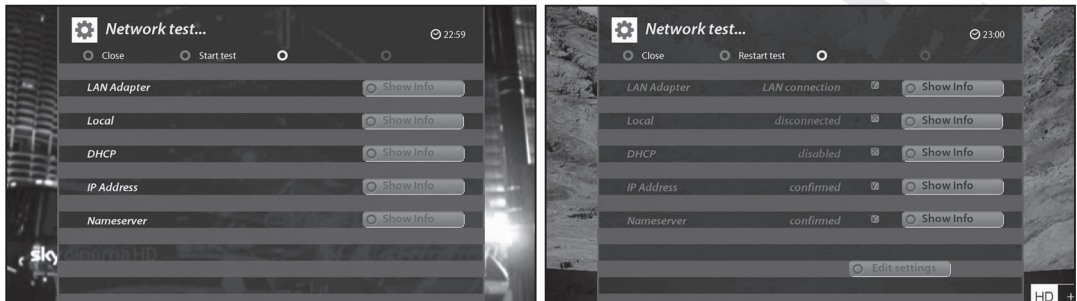 Network test...
22:59
Close Start test
LAN Adapter Show Info
Local Show Info
DHCP Show Info
IP Address Show Info
Nameserver Show Info
sky cinema HD
Network test...
23:00
Close Restart test
LAN Adapter LAN connection Show Info
Local disconnected Show Info
DHCP disabled Show Info
IP Address confirmed Show Info
Nameserver confirmed Show Info
Edit settings
HD +